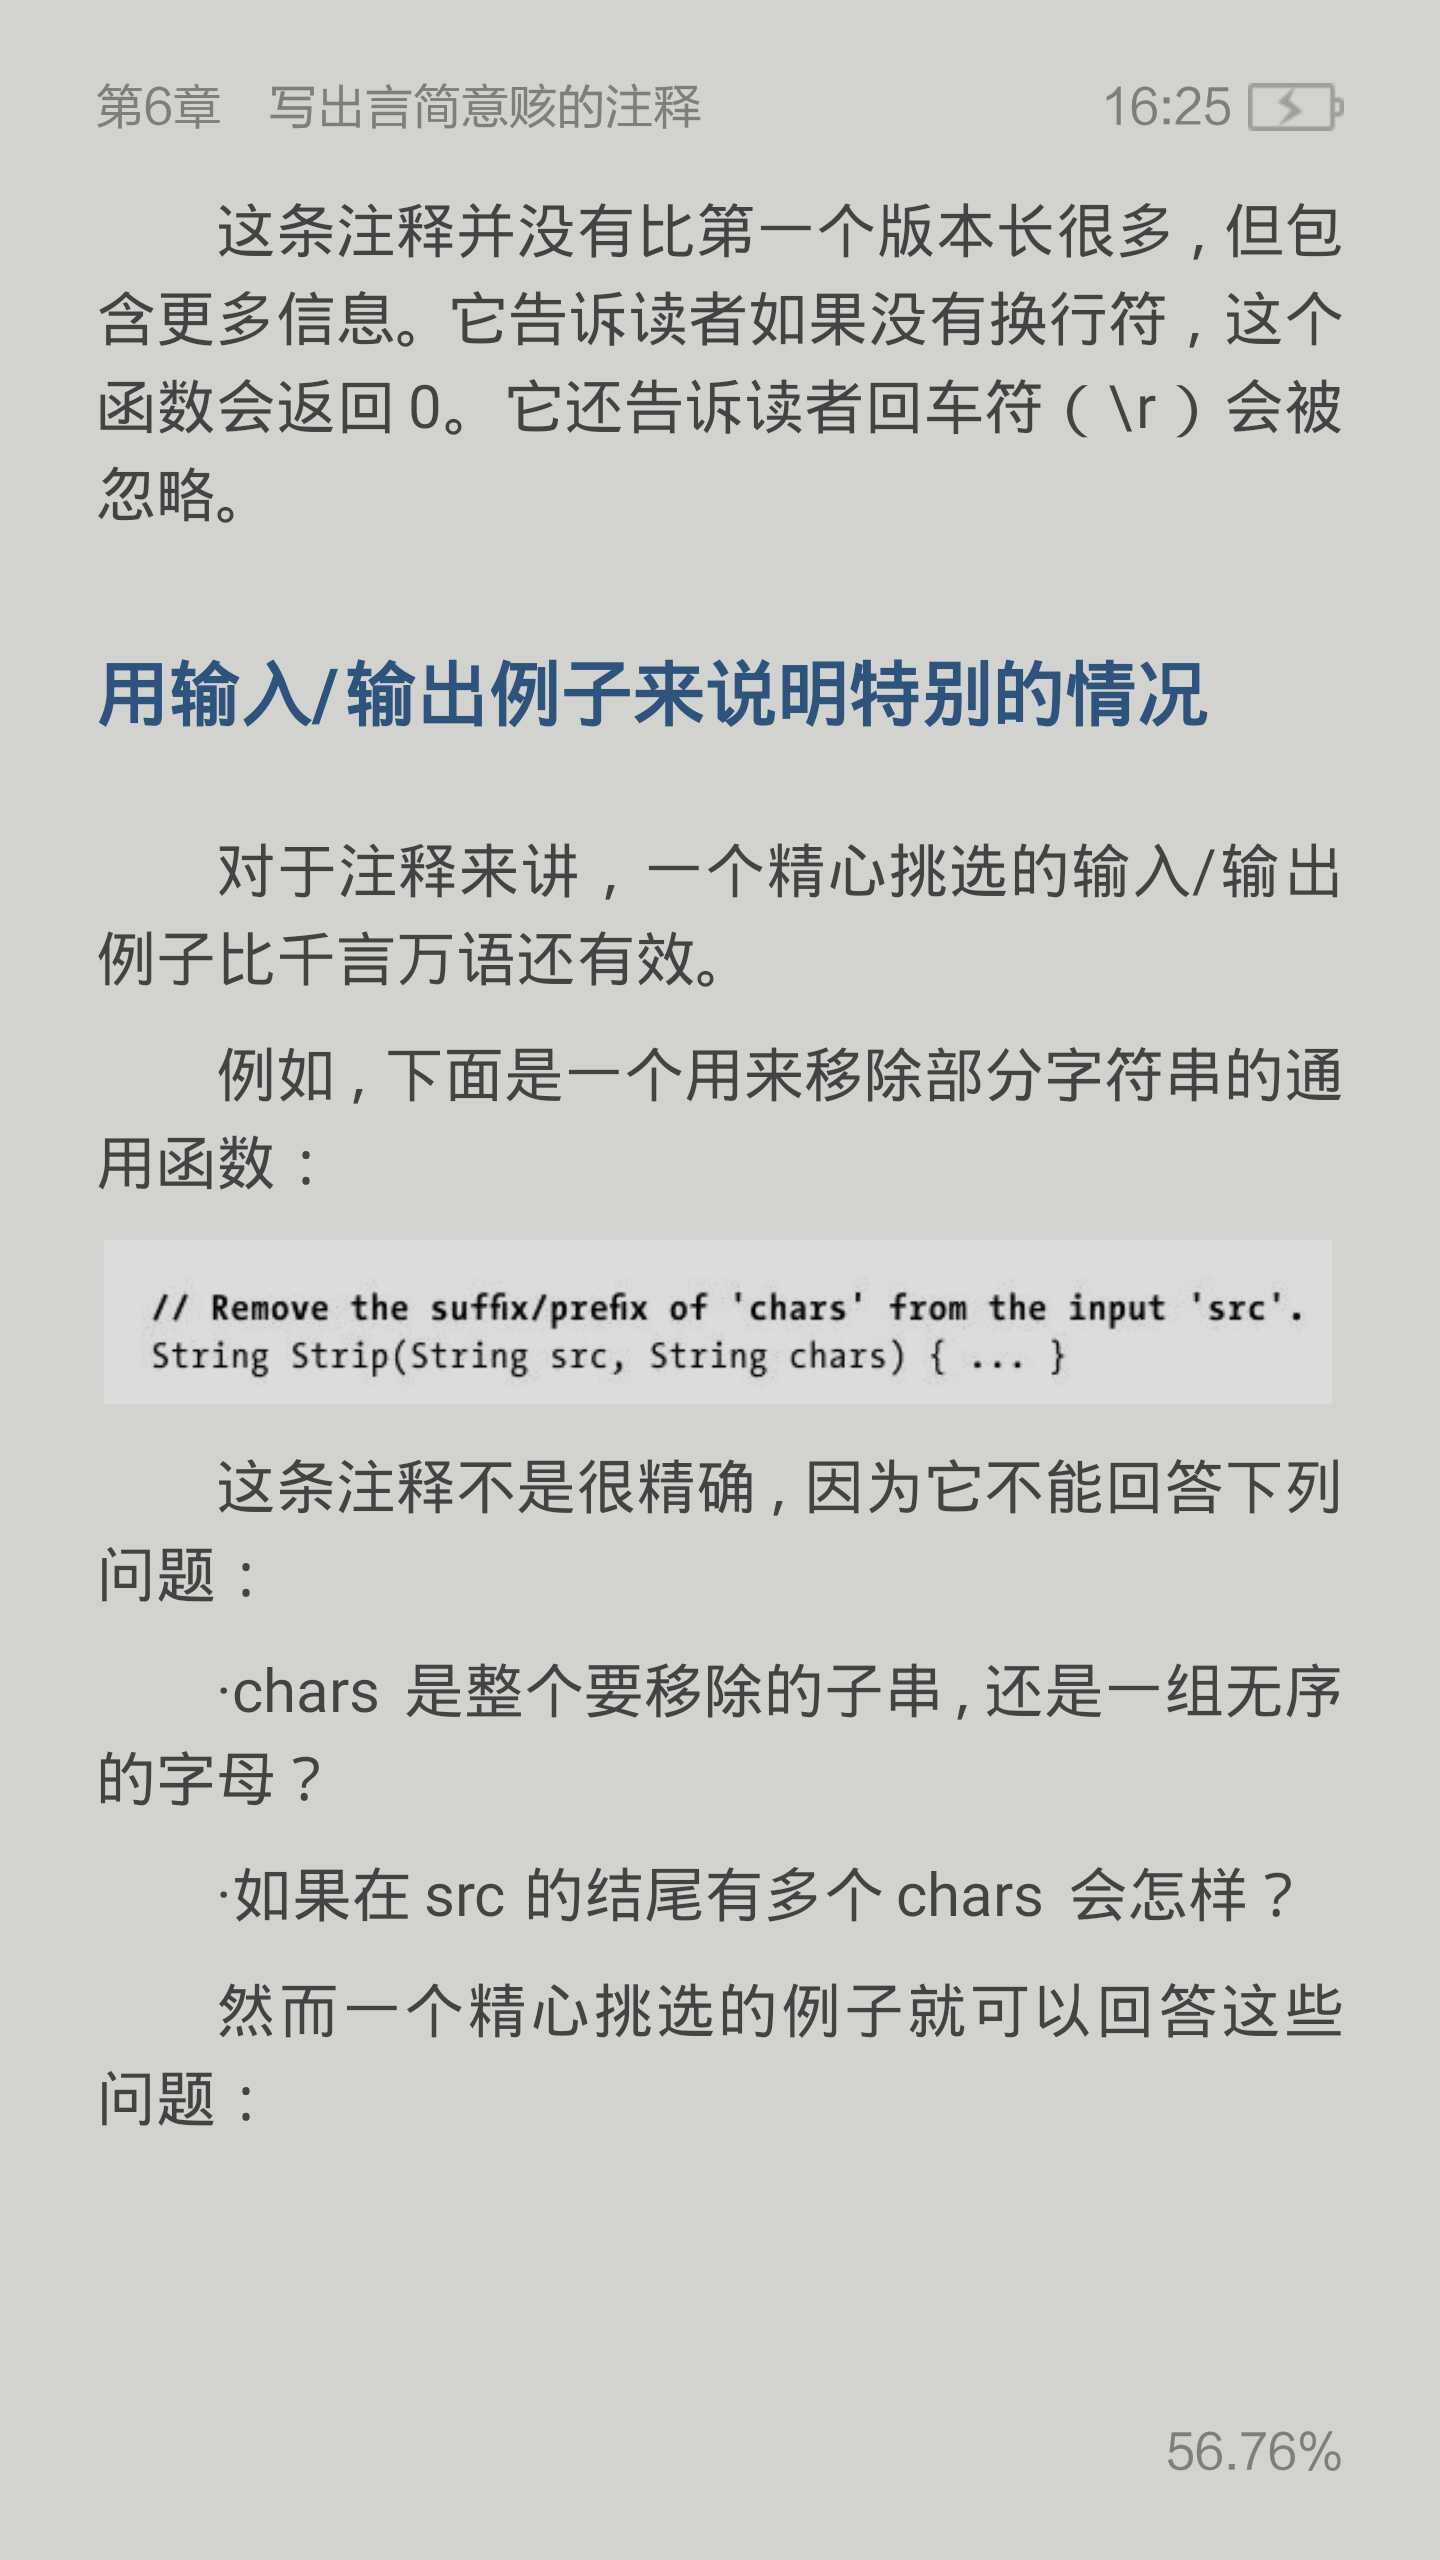 第6章 写出言简意赅的注释
16:25
这条注释并没有比第一个版本长很多，但包
含更多信息。它告诉读者如果没有换行符，这个
函数会返回 0。它还告诉读者回车符（\r）会被
忽略。
用输入/输出例子来说明特别的情况
对于注释来讲，一个精心挑选的输入/输出
例子比千言万语还有效。
例如，下面是一个用来移除部分字符串的通
用函数：
// Remove the suffix/prefix of 'chars' from the input 'src'.
String Strip(String src, String chars) { ... }
这条注释不是很精确，因为它不能回答下列
问题：
·chars 是整个要移除的子串，还是一组无序
的字母？
·如果在 src 的结尾有多个 chars 会怎样？
然而一个精心挑选的例子就可以回答这些
问题：
56.76%